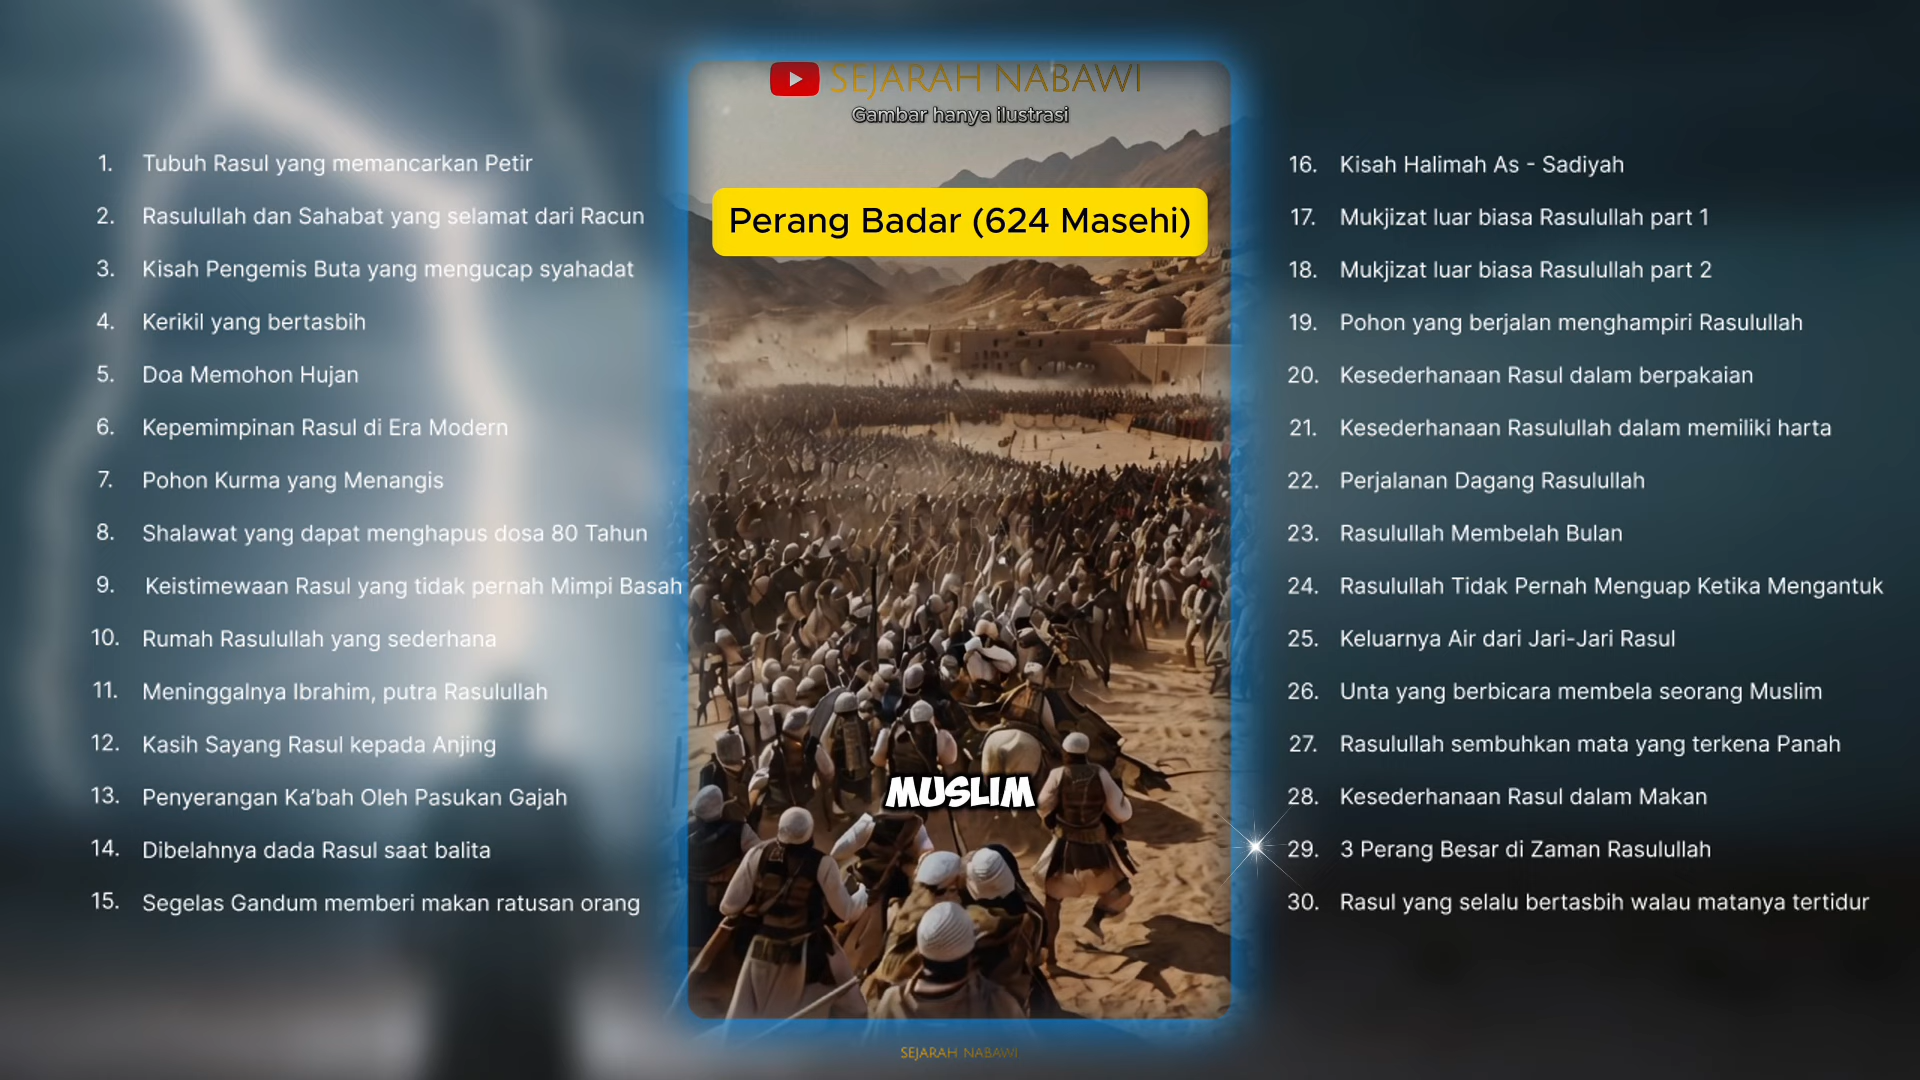 SEJARAH NABAWI
Gambar hanya ilustrasi
Perang Badar (624 Masehi)
1. Tubuh Rasul yang memancarkan Petir
2. Rasulullah dan Sahabat yang selamat dari Racun
3. Kisah Pengemis Buta yang mengucap syahadat
4. Kerikil yang bertasbih
5. Doa Memohon Hujan
6. Kepemimpinan Rasul di Era Modern
7. Pohon Kurma yang Menangis
8. Shalawat yang dapat menghapus dosa 80 Tahun
9. Keistimewaan Rasul yang tidak pernah Mimpi Basah
10. Rumah Rasulullah yang sederhana
11. Meninggalnya Ibrahim, putra Rasulullah
12. Kasih Sayang Rasul kepada Anjing
13. Penyerangan Ka’bah Oleh Pasukan Gajah
14. Dibelahnya dada Rasul saat balita
15. Segelas Gandum memberi makan ratusan orang
SEJARAH
MUSLIM
16. Kisah Halimah As - Sadiyah
17. Mukjizat luar biasa Rasulullah part 1
18. Mukjizat luar biasa Rasulullah part 2
19. Pohon yang berjalan menghampiri Rasulullah
20. Kesederhanaan Rasul dalam berpakaian
21. Kesederhanaan Rasulullah dalam memiliki harta
22. Perjalanan Dagang Rasulullah
23. Rasulullah Membelah Bulan
24. Rasulullah Tidak Pernah Menguap Ketika Mengantuk
25. Keluarnya Air dari Jari-Jari Rasul
26. Unta yang berbicara membela seorang Muslim
27. Rasulullah sembuhkan mata yang terkena Panah
28. Kesederhanaan Rasul dalam Makan
29. 3 Perang Besar di Zaman Rasulullah
30. Rasul yang selalu bertasbih walau matanya tertidur
SEJARAH NABAWI